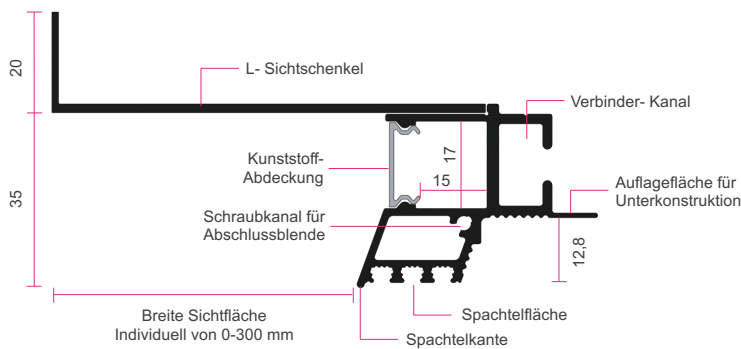 20
L- Sichtschenkel
Verbinder- Kanal
Kunststoff-
Abdeckung
17
15
35
Auflagefläche für
Unterkonstruktion
Schraubkanal für
Abschlussblende
12,8
Breite Sichtfläche
Individuell von 0-300 mm
Spachtelfläche
Spachtelkante